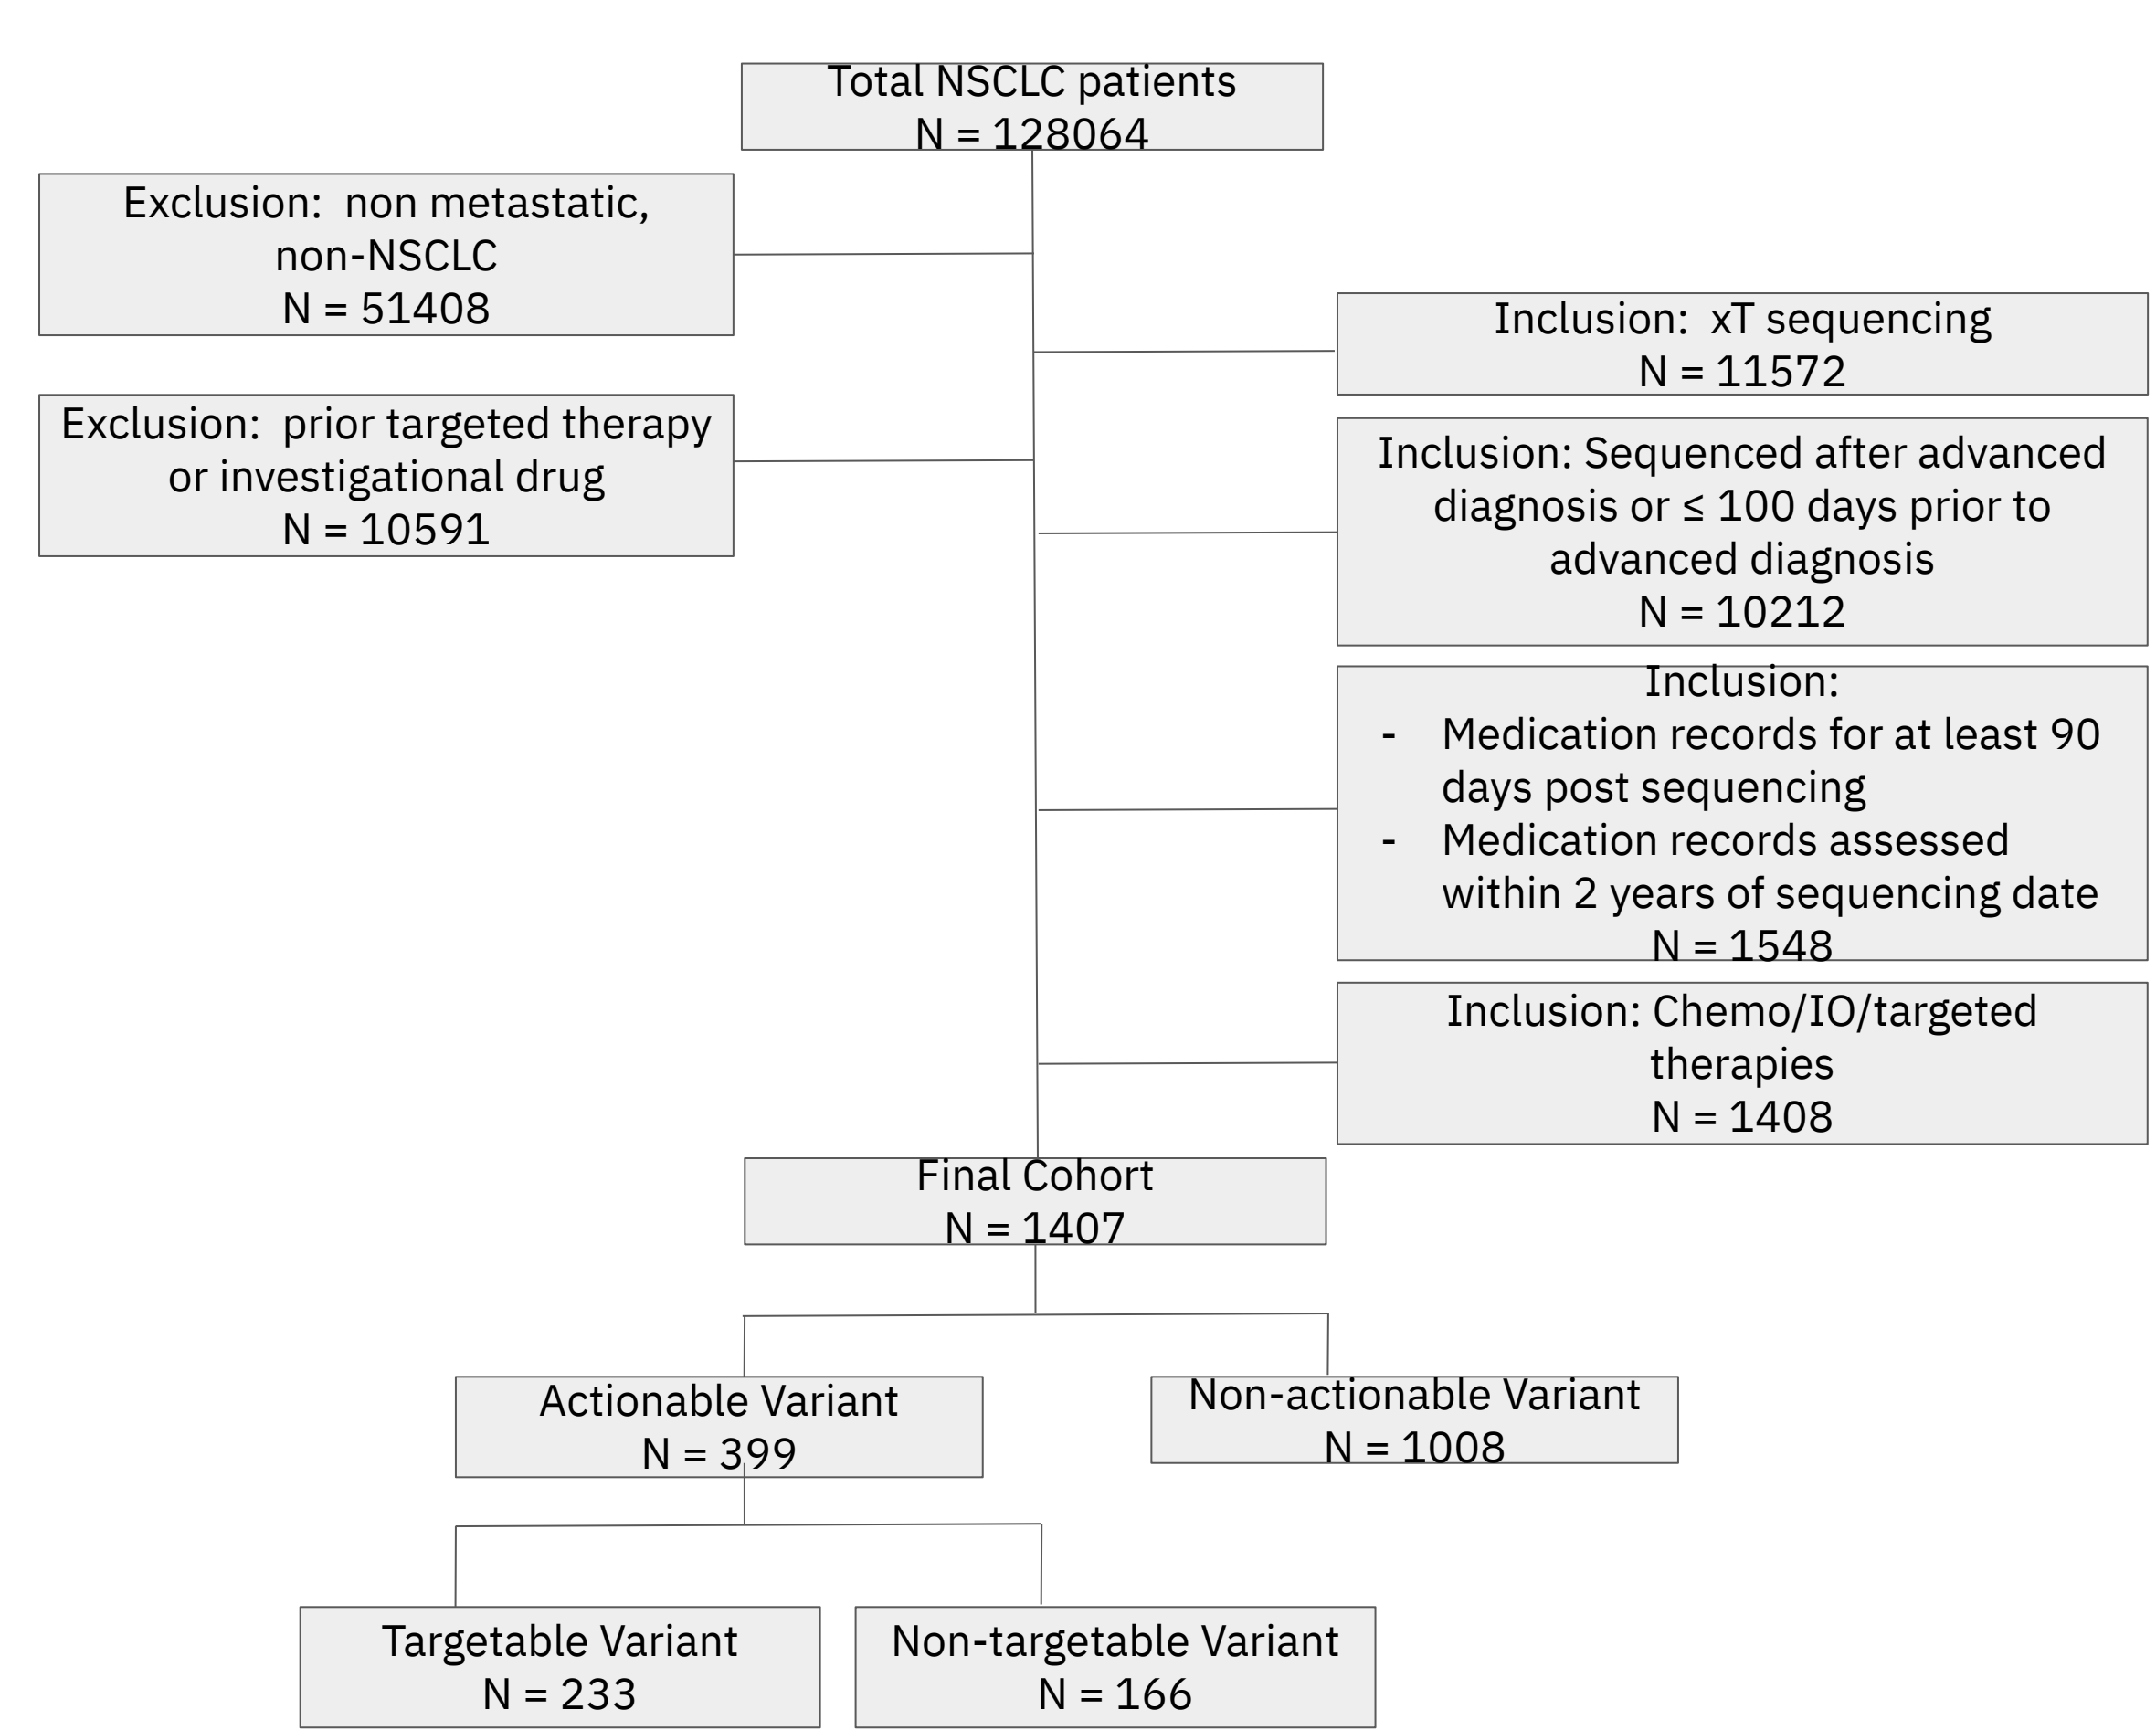 Total NSCLC patients
N = 128064
Exclusion:  non metastatic,
non-NSCLC
N = 51408
Inclusion:  xT sequencing
N = 11572
Exclusion:  prior targeted therapy
or investigational drug
N = 10591
Inclusion: Sequenced after advanced
diagnosis or ≤ 100 days prior to
advanced diagnosis
N = 10212
Inclusion:
- Medication records for at least 90
days post sequencing
- Medication records assessed
within 2 years of sequencing date
N = 1548
Inclusion: Chemo/IO/targeted
therapies
N = 1408
Final Cohort
N = 1407
Actionable Variant
N = 399
Non-actionable Variant
N = 1008
Targetable Variant
N = 233
Non-targetable Variant
N = 166